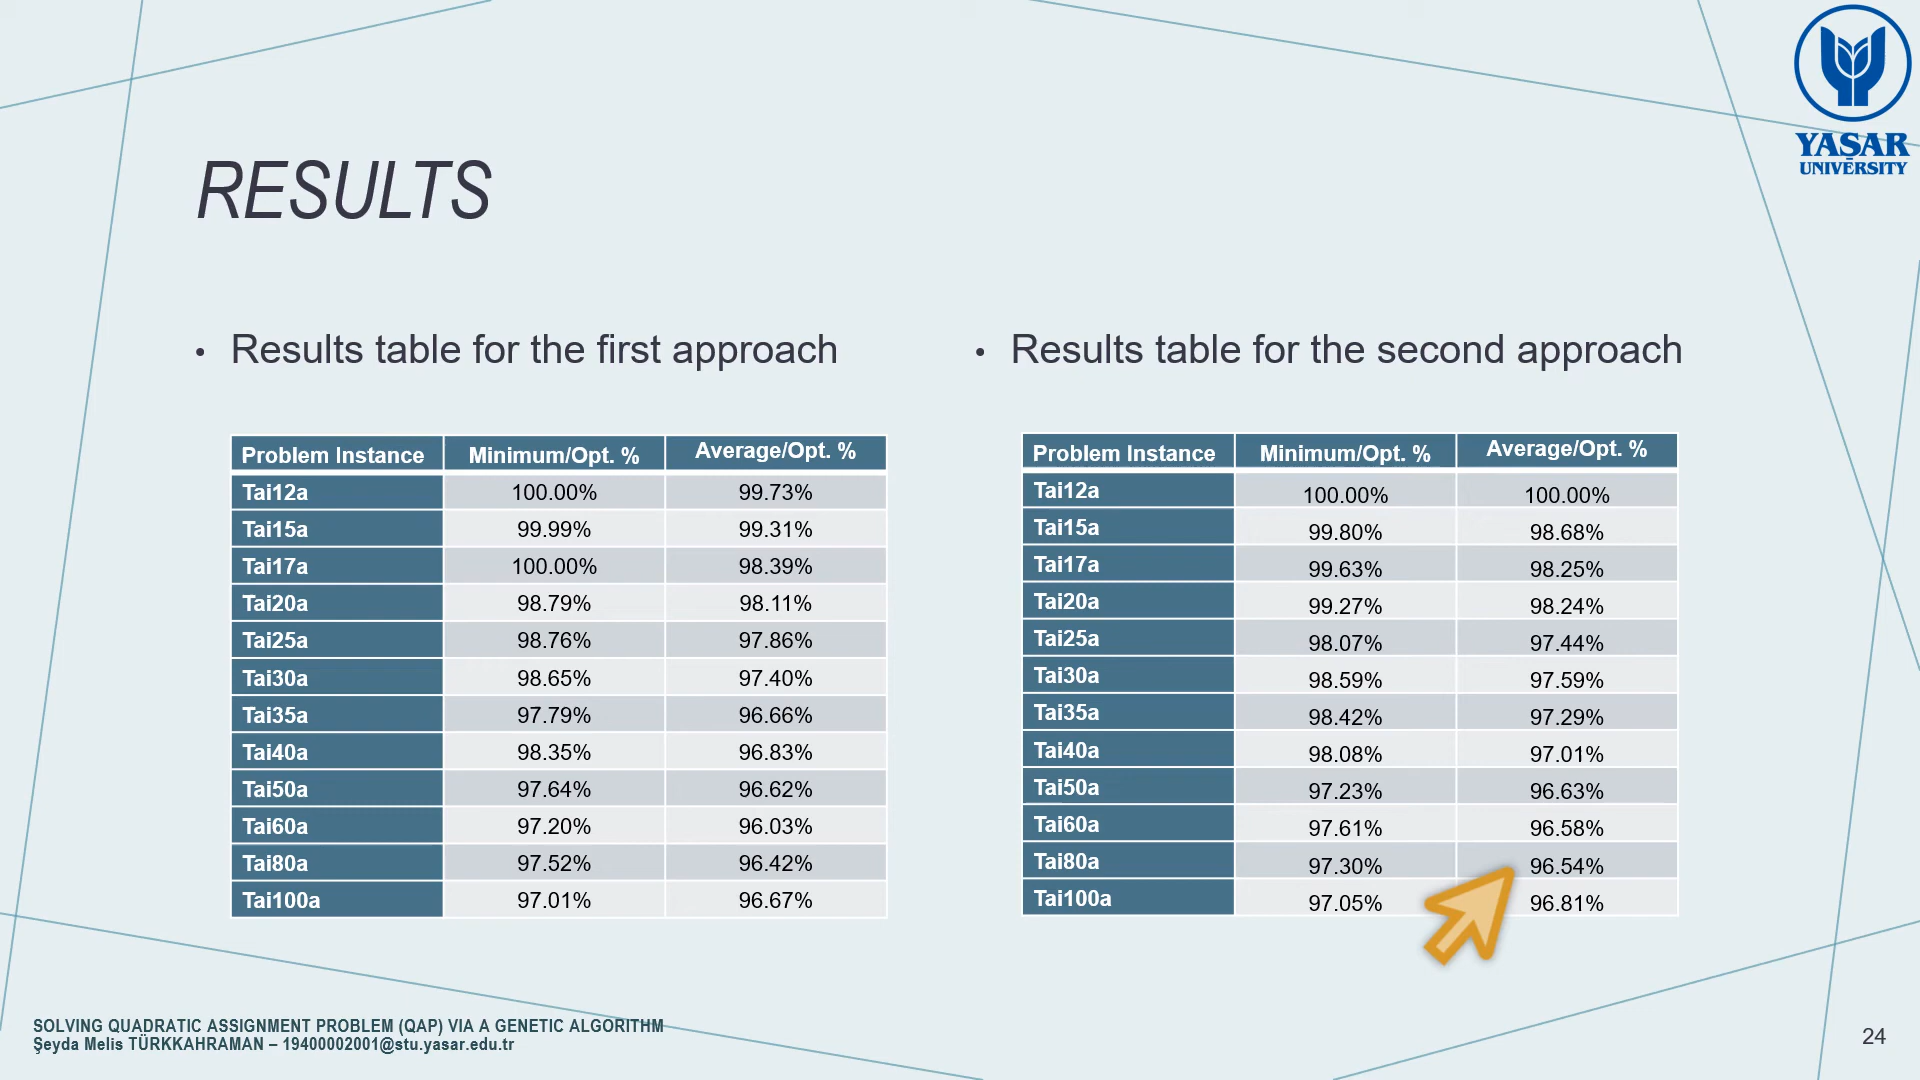 YAŞAR
UNIVERSITY
RESULTS
• Results table for the first approach
Problem Instance Minimum/Opt. % Average/Opt. %
Tai12a 100.00% 99.73%
Tai15a 99.99% 99.31%
Tai17a 100.00% 98.39%
Tai20a 98.79% 98.11%
Tai25a 98.76% 97.86%
Tai30a 98.65% 97.40%
Tai35a 97.79% 96.66%
Tai40a 98.35% 96.83%
Tai50a 97.64% 96.62%
Tai60a 97.20% 96.03%
Tai80a 97.52% 96.42%
Tai100a 97.01% 96.67%
• Results table for the second approach
Problem Instance Minimum/Opt. % Average/Opt. %
Tai12a 100.00% 100.00%
Tai15a 99.80% 98.68%
Tai17a 99.63% 98.25%
Tai20a 99.27% 98.24%
Tai25a 98.07% 97.44%
Tai30a 98.59% 97.59%
Tai35a 98.42% 97.29%
Tai40a 98.08% 97.01%
Tai50a 97.23% 96.63%
Tai60a 97.61% 96.58%
Tai80a 97.30% 96.54%
Tai100a 97.05% 96.81%
SOLVING QUADRATIC ASSIGNMENT PROBLEM (QAP) VIA A GENETIC ALGORITHM
Şeyda Melis TÜRKKAHRAMAN – 19400002001@stu.yasar.edu.tr
24